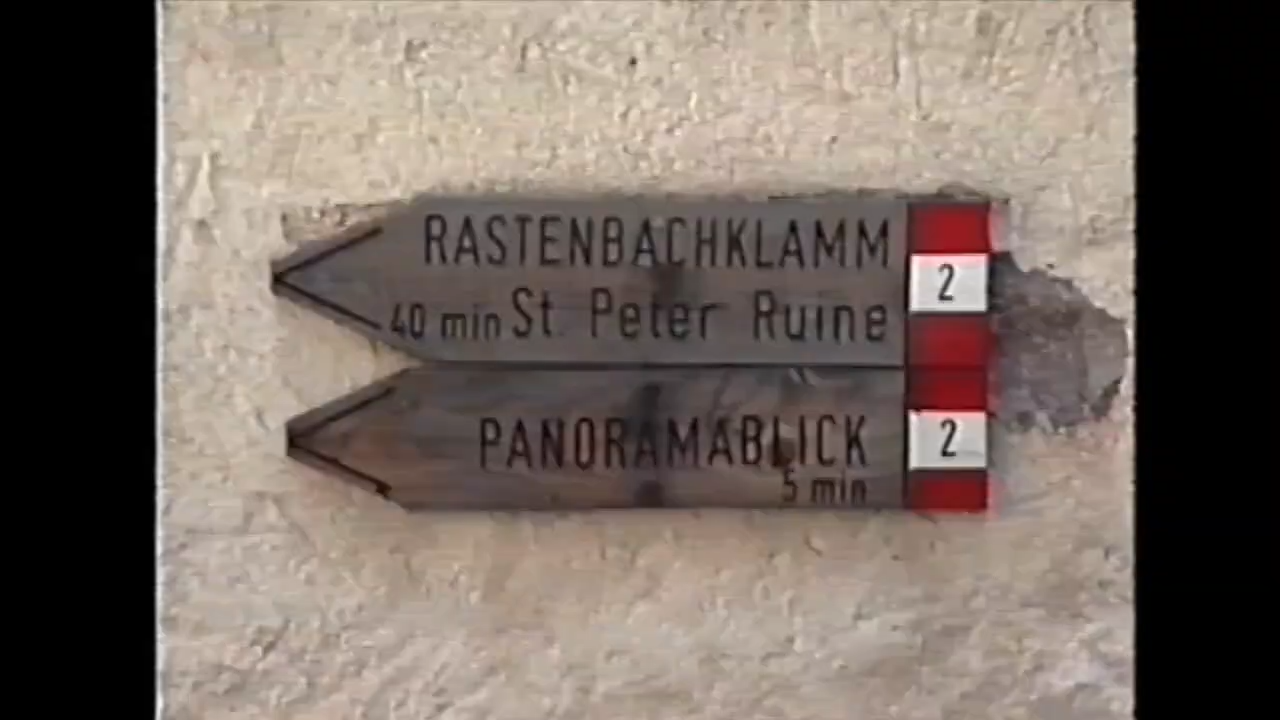 RASTENBACHKLAMM
2
40 min St. Peter Ruine
PANORAMABLICK
2
5 min